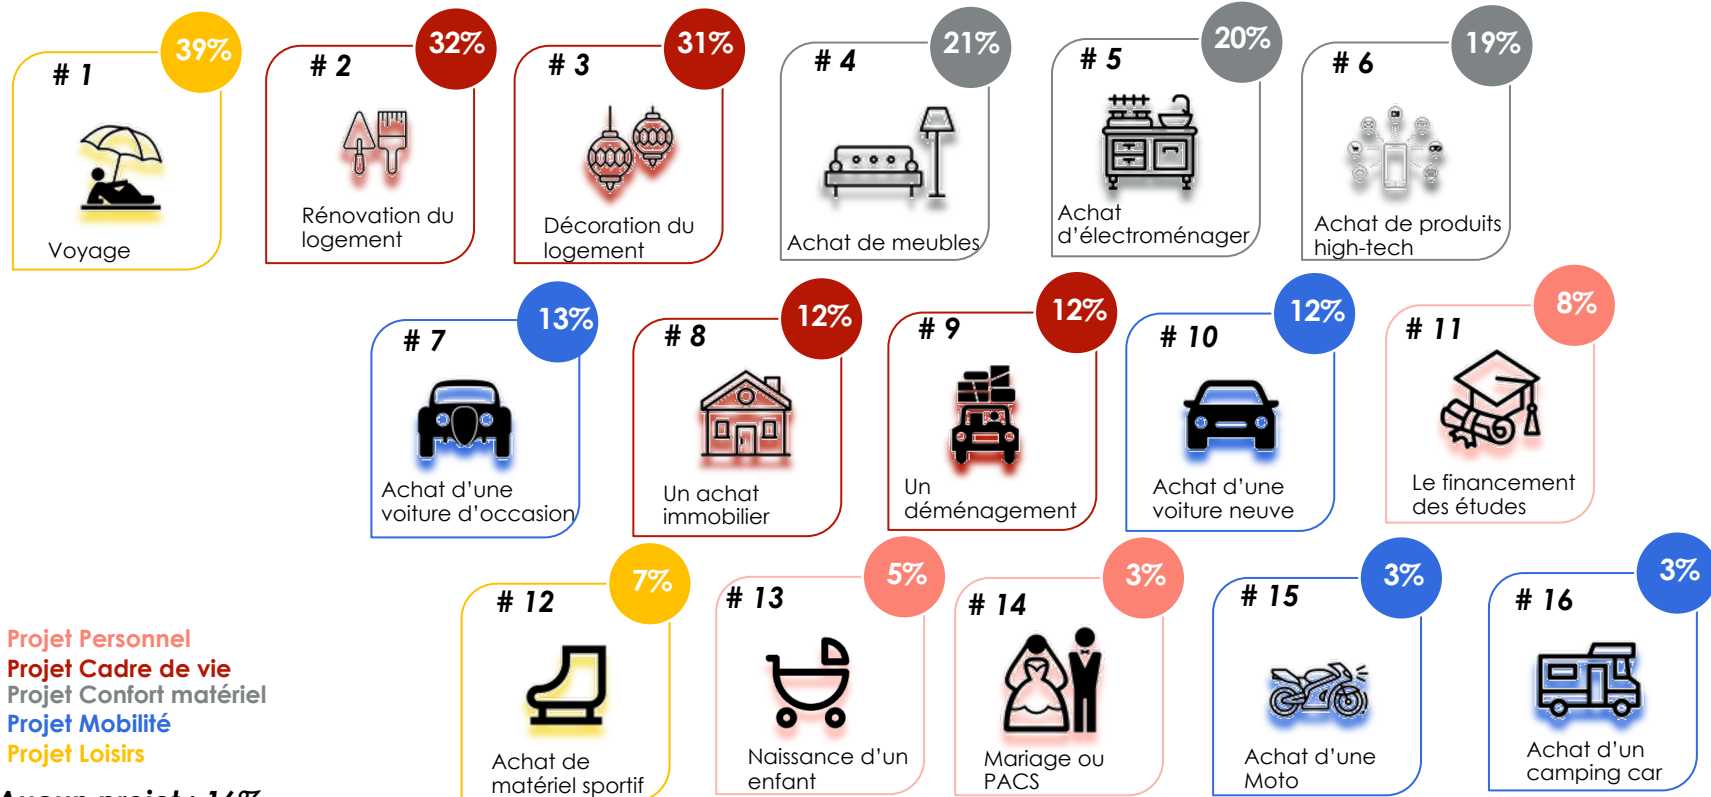 # 1
39%
Voyage
# 2
32%
Rénovation du
logement
# 3
31%
Décoration du
logement
# 4
21%
Achat de meubles
# 5
20%
Achat
d’électroménager
# 6
19%
Achat de produits
high-tech
# 7
13%
Achat d’une
voiture d’occasion
# 8
12%
Un achat
immobilier
# 9
12%
Un
déménagement
# 10
12%
Achat d’une
voiture neuve
# 11
8%
Le financement
des études
# 12
7%
Achat de
matériel sportif
# 13
5%
Naissance d’un
enfant
# 14
3%
Mariage ou
PACS
# 15
3%
Achat d’une
Moto
# 16
3%
Achat d’un
camping car
Projet Personnel
Projet Cadre de vie
Projet Confort matériel
Projet Mobilité
Projet Loisirs
Aucun projet : 16%